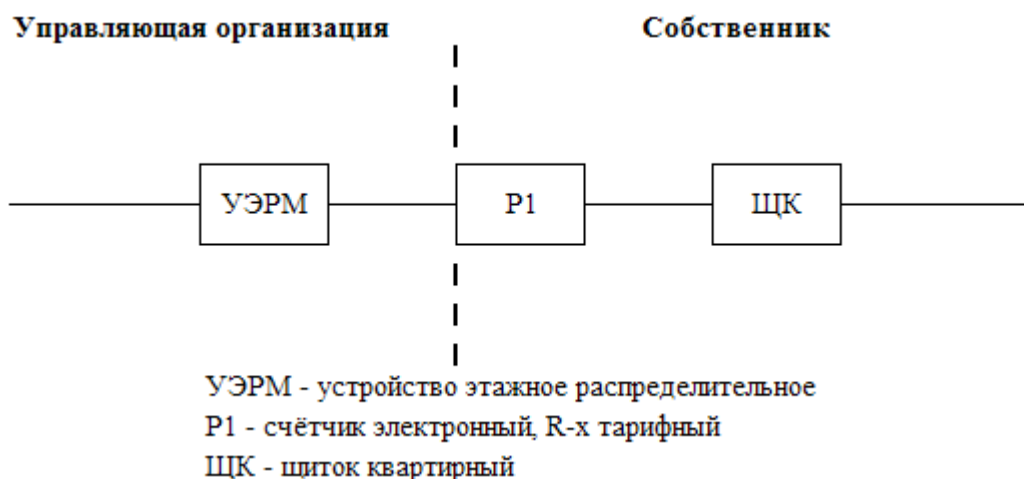 Управляющая организация
Собственник
УЭРМ
Р1
ЩК
УЭРМ - устройство этажное распределительное
Р1 - счётчик электронный, R-х тарифный
ЩК - щиток квартирный